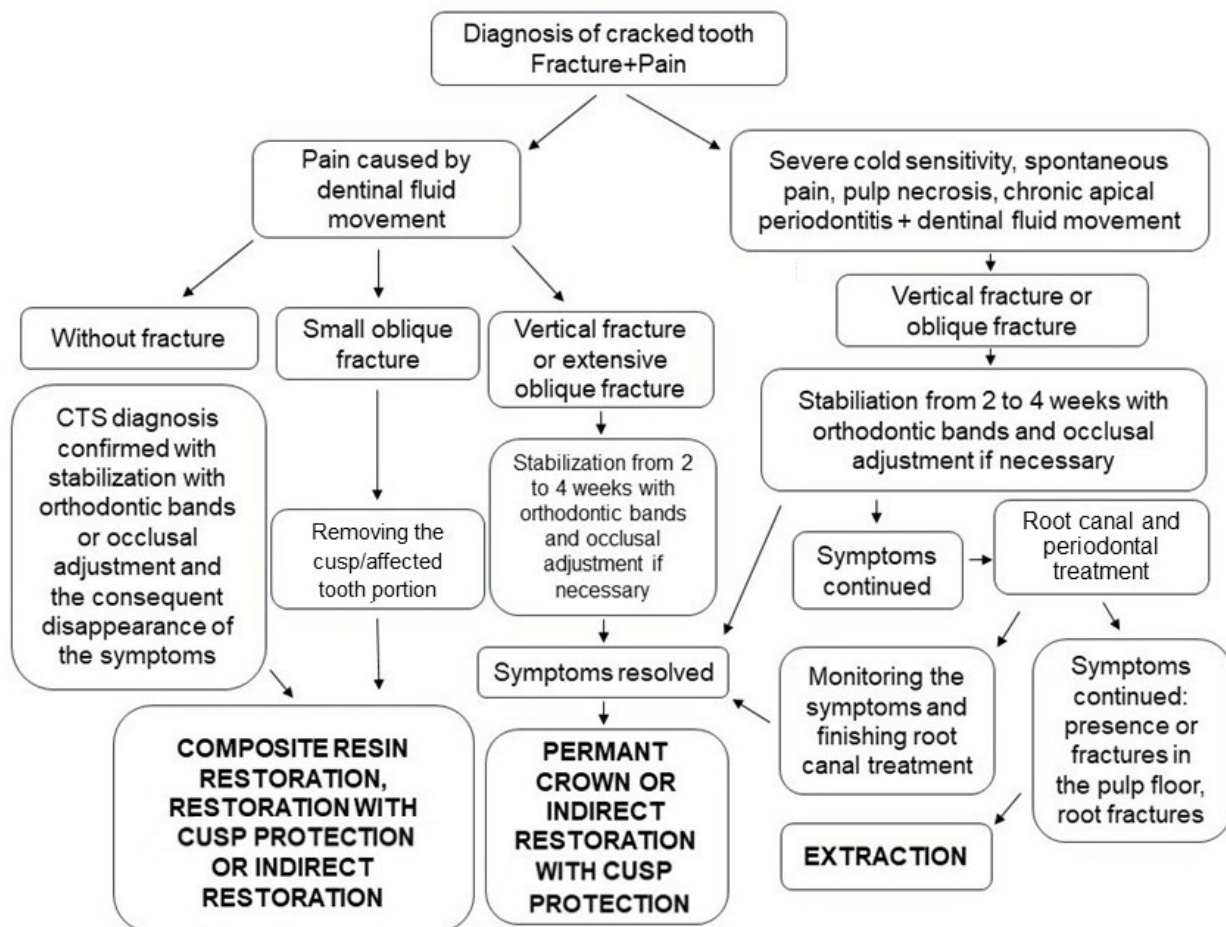 Diagnosis of cracked tooth
Fracture+Pain
Pain caused by
dentinal fluid
movement
Severe cold sensitivity, spontaneous
pain, pulp necrosis, chronic apical
periodontitis + dentinal fluid movement
Without fracture
Small oblique
fracture
Vertical fracture
or extensive
oblique fracture
Vertical fracture or
oblique fracture
CTS diagnosis
confirmed with
stabilization with
orthodontic bands
or occlusal
adjustment and
the consequent
disappearance of
the symptoms
Removing the
cusp/affected
tooth portion
Stabilization from 2
to 4 weeks with
orthodontic bands
and occlusal
adjustment if
necessary
Stabiliation from 2 to 4 weeks with
orthodontic bands and occlusal
adjustment if necessary
Symptoms
continued
Root canal and
periodontal
treatment
Symptoms resolved
Monitoring the
symptoms and
finishing root
canal treatment
Symptoms
continued:
presence or
fractures in
the pulp floor,
root fractures
COMPOSITE RESIN
RESTORATION,
RESTORATION WITH
CUSP PROTECTION
OR INDIRECT
RESTORATION
PERMANT
CROWN OR
INDIRECT
RESTORATION
WITH CUSP
PROTECTION
EXTRACTION